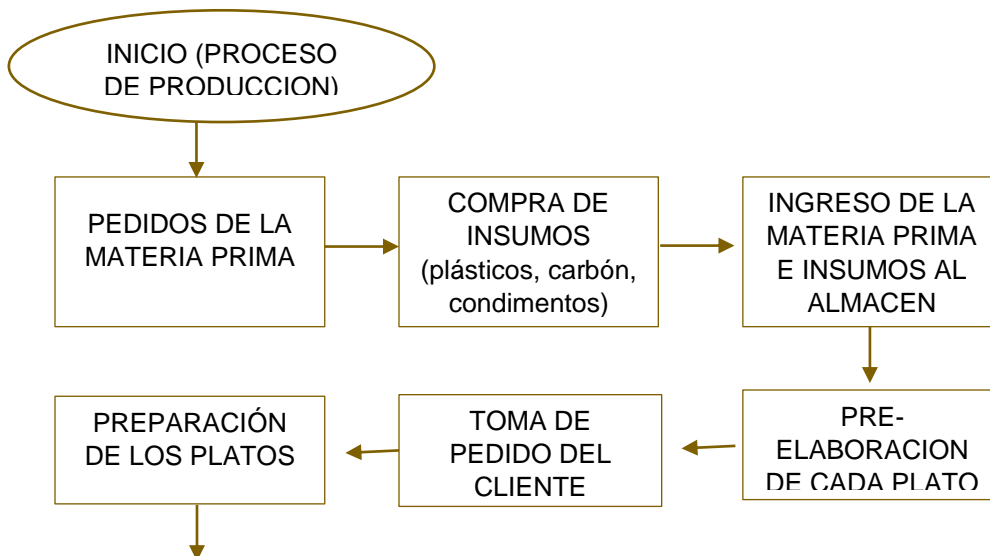 INICIO (PROCESO
DE PRODUCCION)
PEDIDOS DE LA
MATERIA PRIMA
COMPRA DE
INSUMOS
(plásticos, carbón,
condimentos)
INGRESO DE LA
MATERIA PRIMA
E INSUMOS AL
ALMACEN
PRE-
ELABORACION
DE CADA PLATO
TOMA DE
PEDIDO DEL
CLIENTE
PREPARACIÓN
DE LOS PLATOS